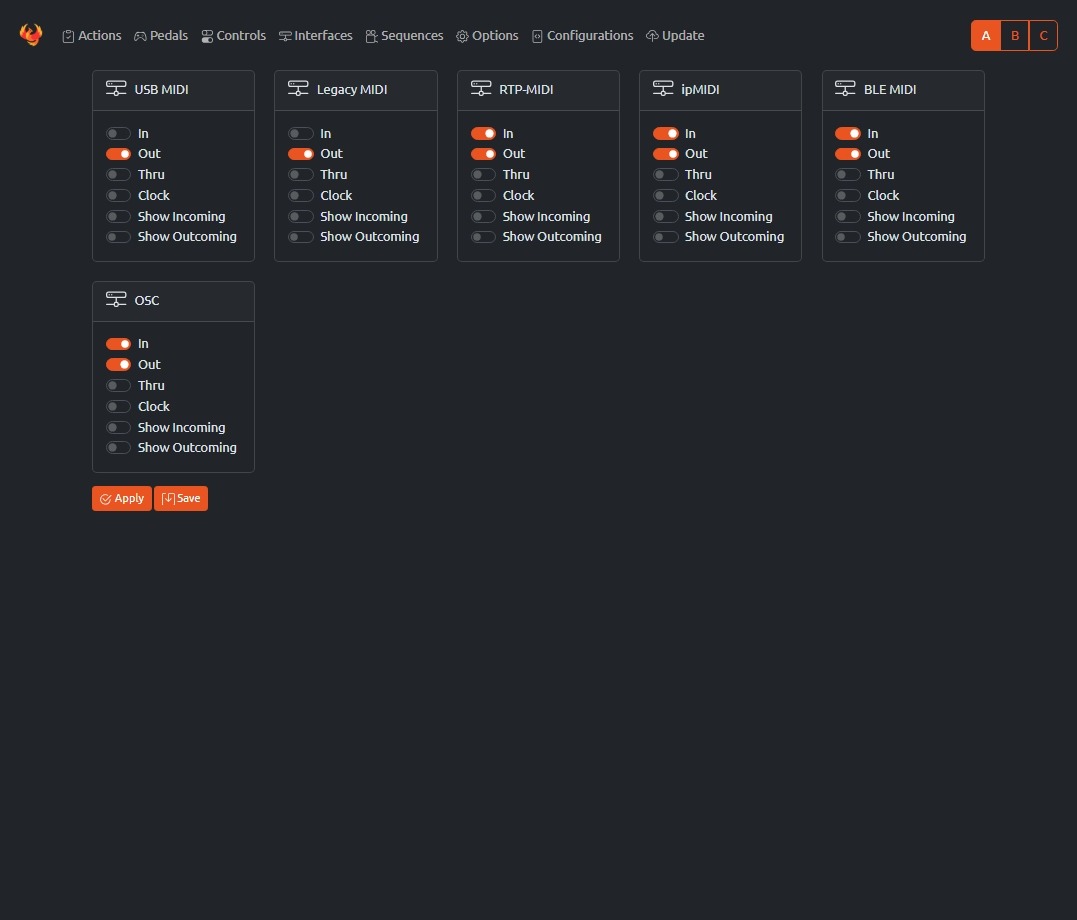 Actions Pedals Controls Interfaces Sequences Options Configurations Update A B C
USB MIDI
In
Out
Thru
Clock
Show Incoming
Show Outcoming
Legacy MIDI
In
Out
Thru
Clock
Show Incoming
Show Outcoming
RTP-MIDI
In
Out
Thru
Clock
Show Incoming
Show Outcoming
ipMIDI
In
Out
Thru
Clock
Show Incoming
Show Outcoming
BLE MIDI
In
Out
Thru
Clock
Show Incoming
Show Outcoming
OSC
In
Out
Thru
Clock
Show Incoming
Show Outcoming
Apply Save